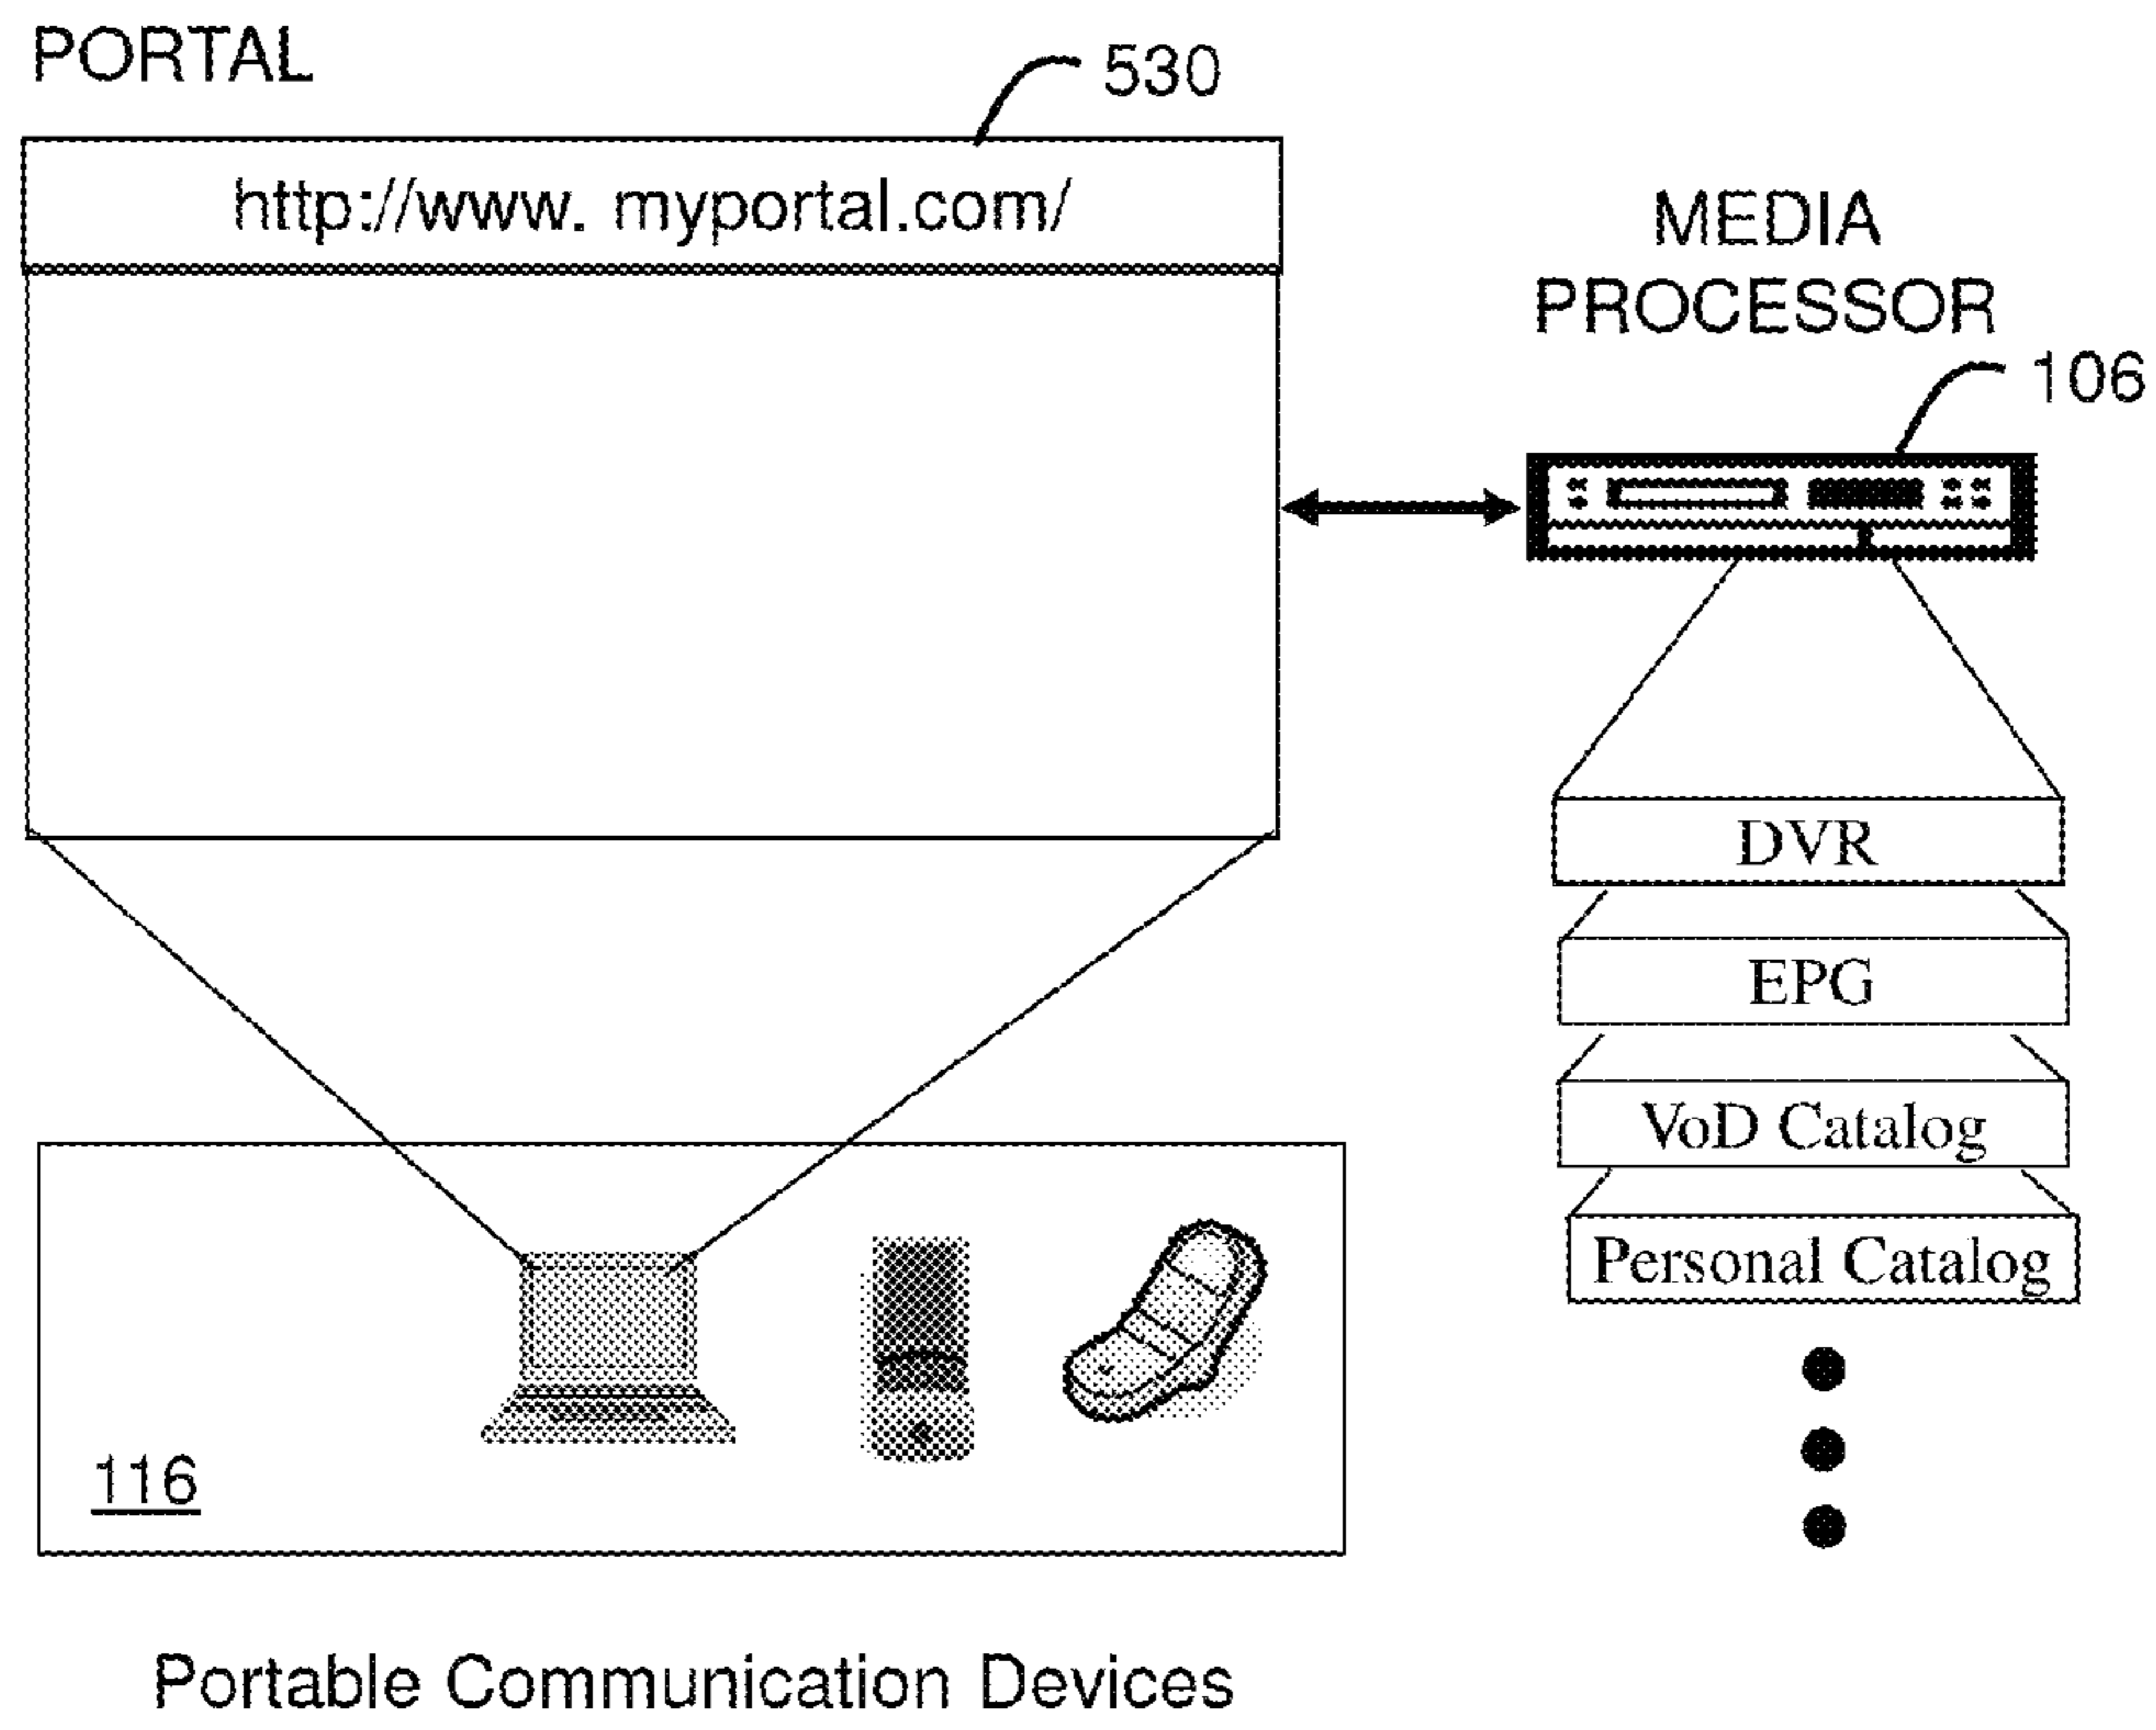 PORTAL
530
http://www. myportal.com/
MEDIA
PROCESSOR
106
DVR
EPG
VoD Catalog
Personal Catalog
116
Portable Communication Devices